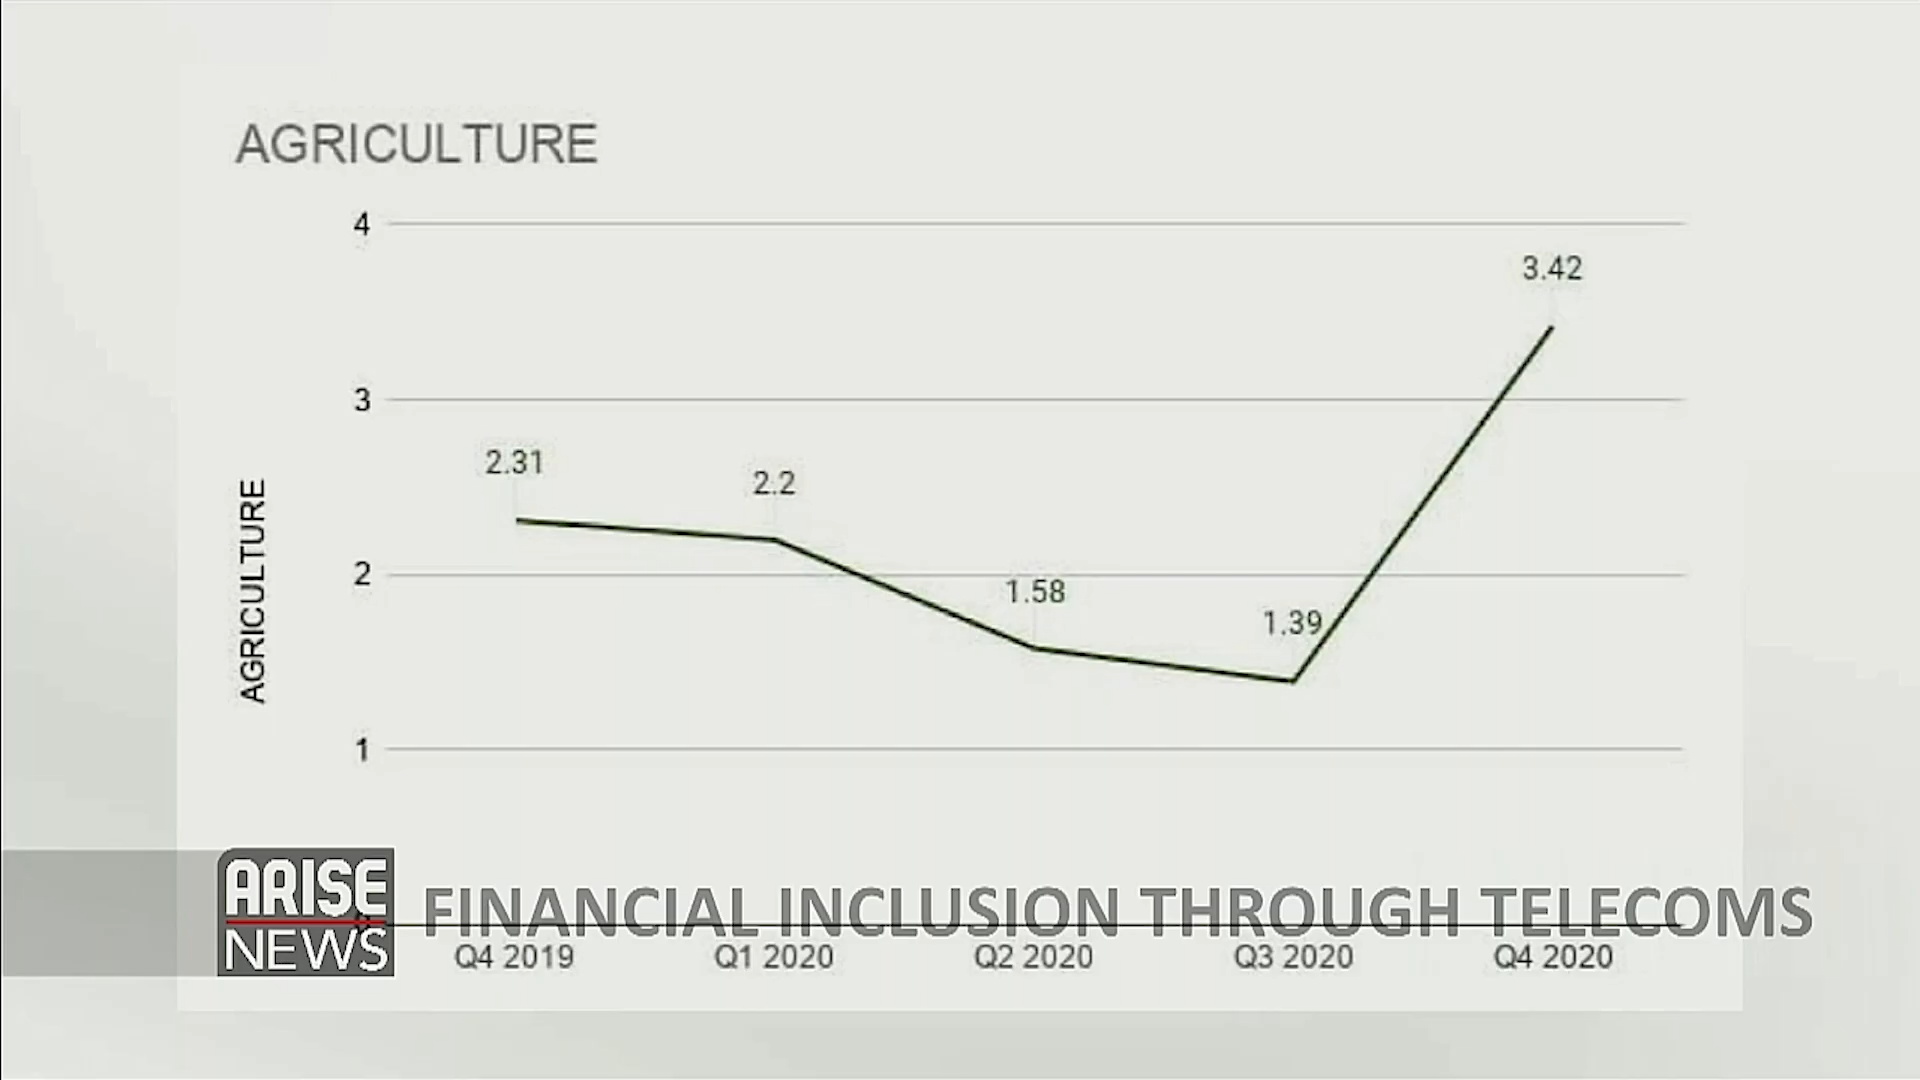 AGRICULTURE
4
3.42
3
2.31
2.2
AGRICULTURE
2
1.58
1.39
1
ARISE
NEWS
FINANCIAL INCLUSION THROUGH TELECOMS
Q4 2019 Q1 2020 Q2 2020 Q3 2020 Q4 2020